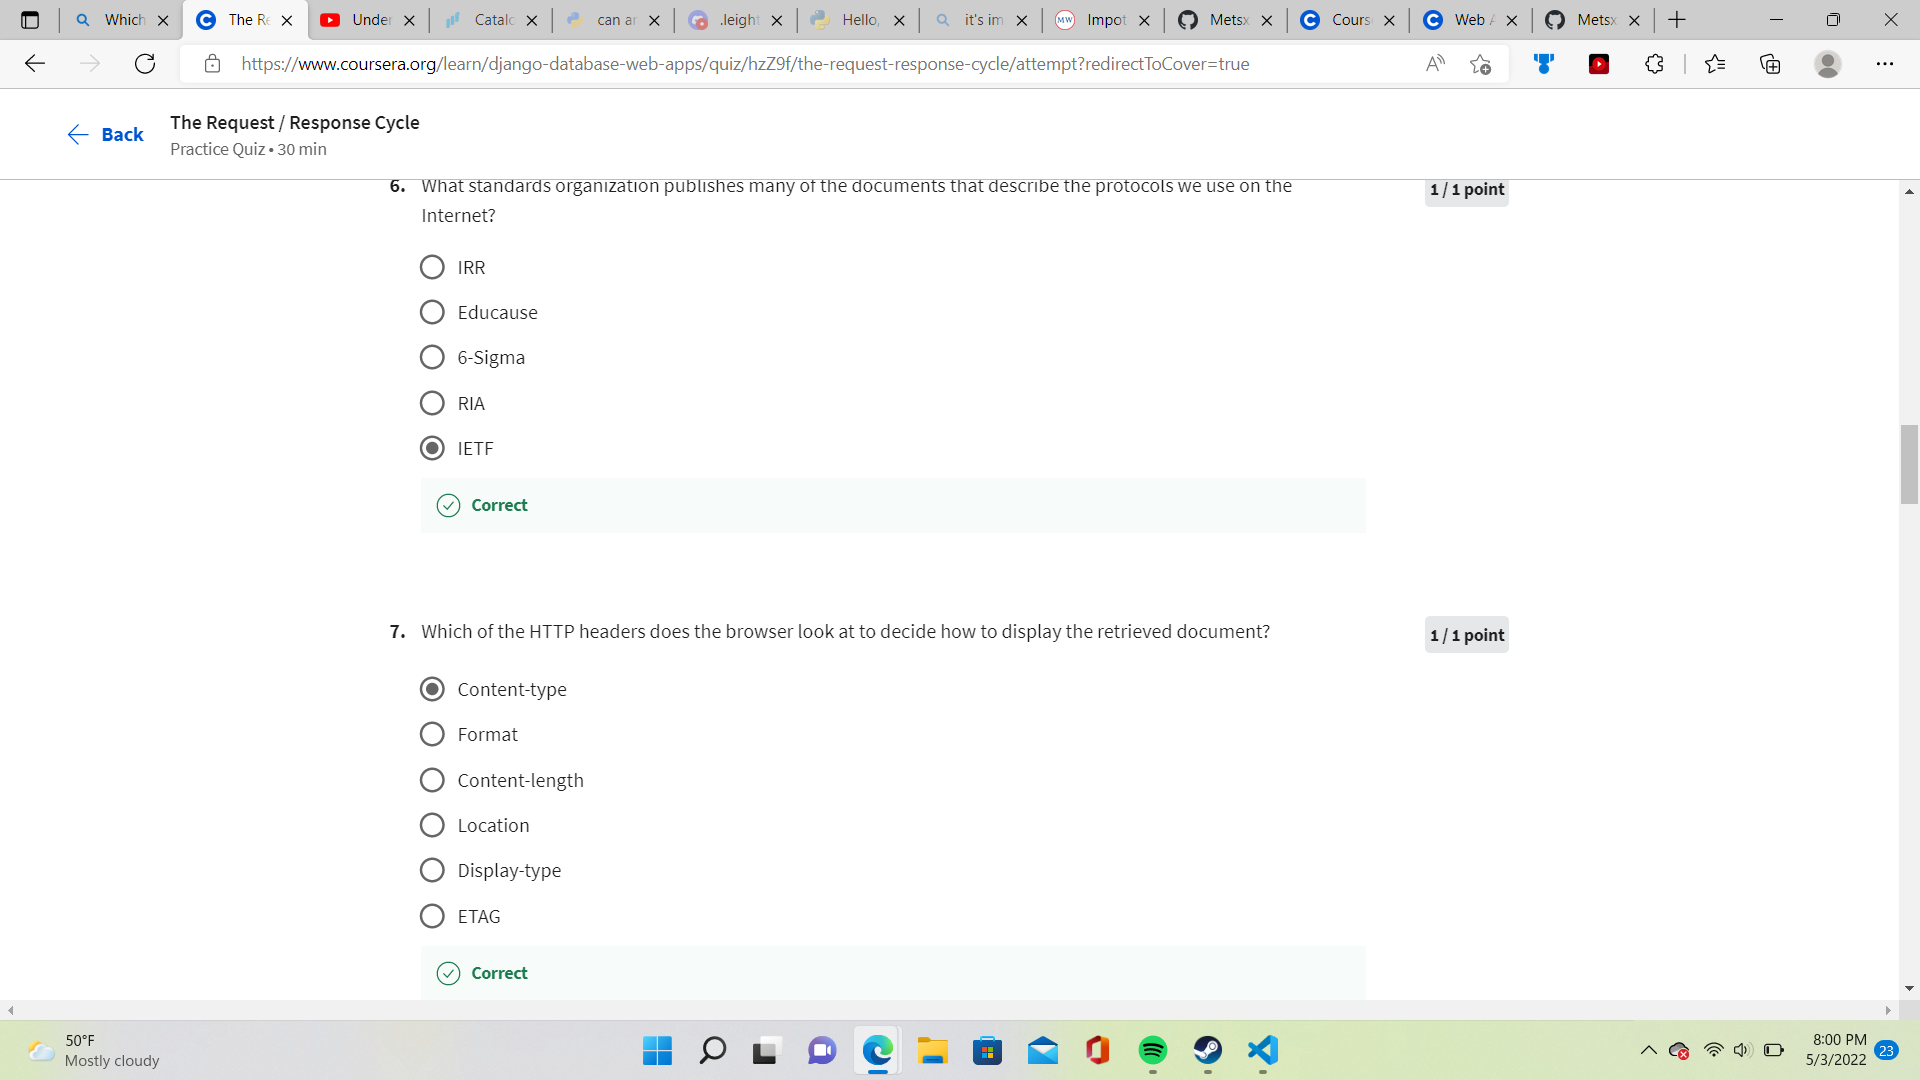 Which
The Re
Under
Catalo
can ar
.leight
Hello,
it's im
MW
Impot
Metsx
Cours
Web A
Metsx
https://www.coursera.org/learn/django-database-web-apps/quiz/hzZ9f/the-request-response-cycle/attempt?redirectToCover=true
Back
The Request / Response Cycle
Practice Quiz • 30 min
6. What standards organization publishes many of the documents that describe the protocols we use on the
Internet?
1 / 1 point
IRR
Educause
6-Sigma
RIA
IETF
Correct
7. Which of the HTTP headers does the browser look at to decide how to display the retrieved document?
1 / 1 point
Content-type
Format
Content-length
Location
Display-type
ETAG
Correct
50°F
Mostly cloudy
8:00 PM
5/3/2022
23